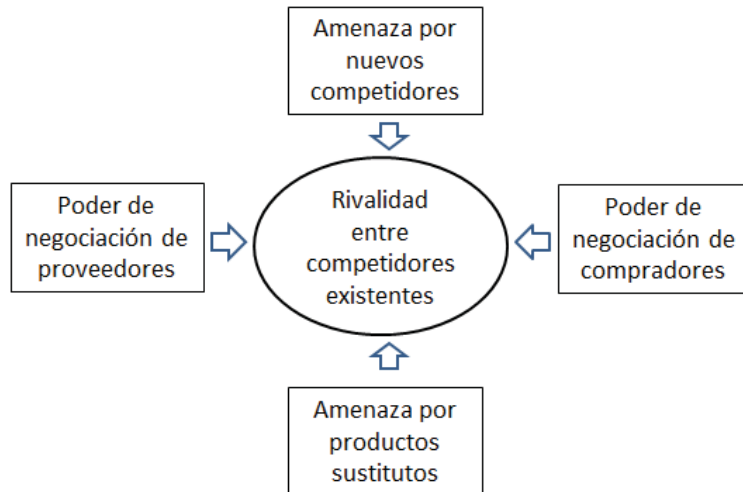 Amenaza por
nuevos
competidores
Poder de
negociación de
proveedores
Rivalidad
entre
competidores
existentes
Poder de
negociación de
compradores
Amenaza por
productos
sustitutos